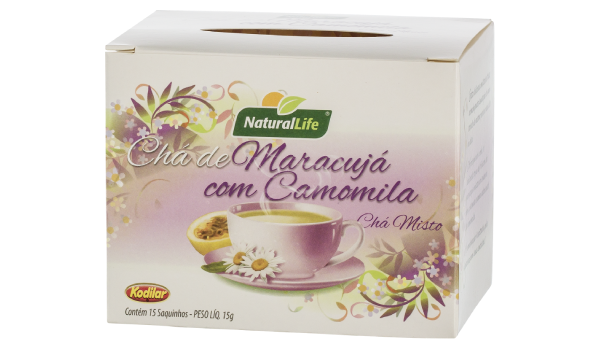 NaturalLife®
Chá de Maracujá
com Camomila
Chá Misto
Kodilar
Contém 15 Saquinhos - PESO LÍQ. 15g